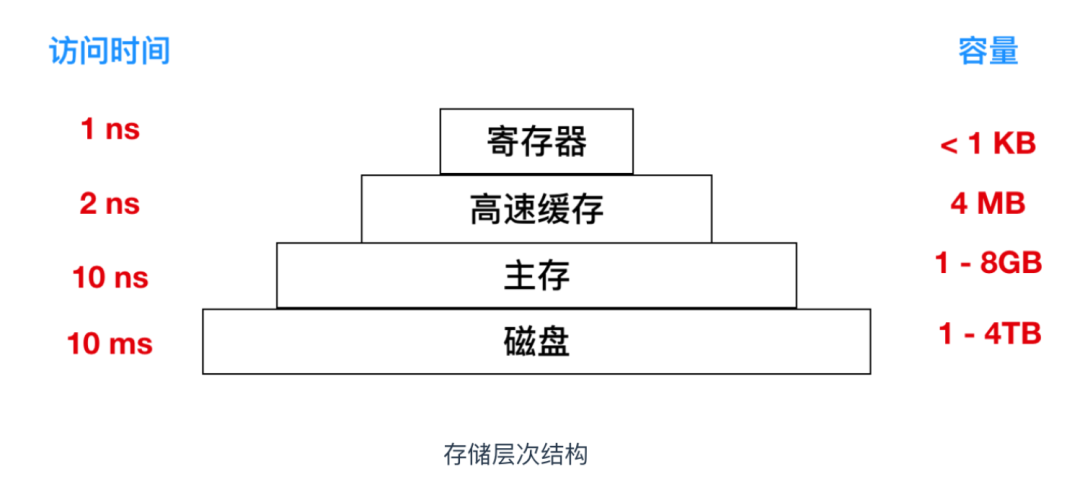 访问时间 容量
1 ns 寄存器 < 1 KB
2 ns 高速缓存 4 MB
10 ns 主存 1 - 8GB
10 ms 磁盘 1 - 4TB
存储层次结构